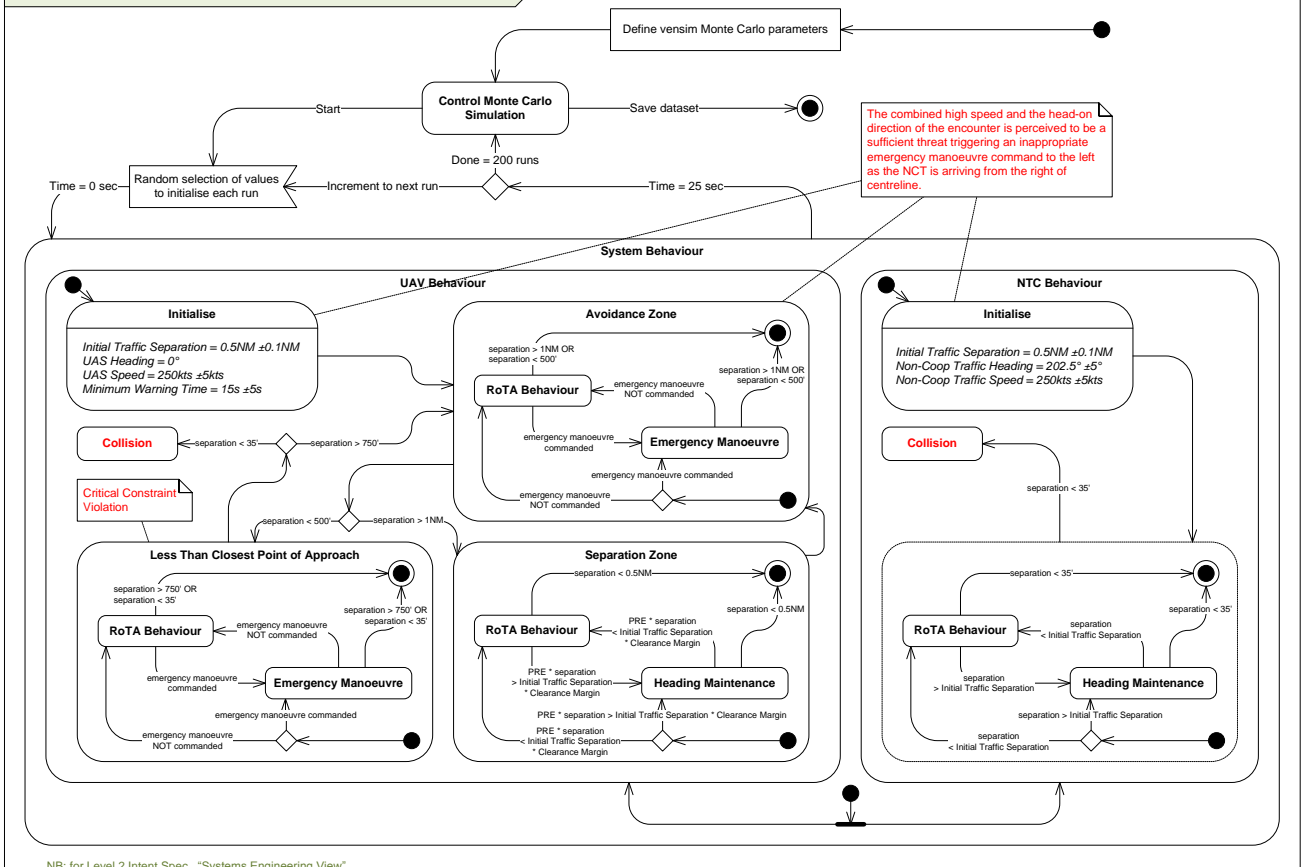 Define vensim Monte Carlo parameters
Control Monte Carlo
Simulation
Start
Save dataset
The combined high speed and the head-on
direction of the encounter is perceived to be a
sufficient threat triggering an inappropriate
emergency manoeuvre command to the left
as the NCT is arriving from the right of
centreline.
Done = 200 runs
Time = 0 sec
Random selection of values
to initialise each run
Increment to next run
Time = 25 sec
System Behaviour
UAV Behaviour
Initialise
Initial Traffic Separation = 0.5NM ±0.1NM
UAS Heading = 0°
UAS Speed = 250kts ±5kts
Minimum Warning Time = 15s ±5s
Collision
separation < 35'
separation > 750'
Critical Constraint
Violation
separation < 500'
separation > 1NM
Avoidance Zone
separation > 1NM OR
separation < 500'
separation > 1NM OR
separation < 500'
RoTA Behaviour
emergency manoeuvre
NOT commanded
emergency manoeuvre
commanded
Emergency Manoeuvre
emergency manoeuvre commanded
emergency manoeuvre
NOT commanded
Less Than Closest Point of Approach
separation > 750' OR
separation < 35'
separation > 750' OR
separation < 35'
RoTA Behaviour
emergency manoeuvre
NOT commanded
emergency manoeuvre
commanded
Emergency Manoeuvre
emergency manoeuvre commanded
emergency manoeuvre
NOT commanded
Separation Zone
separation < 0.5NM
separation < 0.5NM
RoTA Behaviour
PRE * separation
< Initial Traffic Separation
* Clearance Margin
PRE * separation
> Initial Traffic Separation
* Clearance Margin
Heading Maintenance
PRE * separation > Initial Traffic Separation * Clearance Margin
PRE * separation
< Initial Traffic Separation
* Clearance Margin
NTC Behaviour
Initialise
Initial Traffic Separation = 0.5NM ±0.1NM
Non-Coop Traffic Heading = 202.5° ±5°
Non-Coop Traffic Speed = 250kts ±5kts
Collision
separation < 35'
separation < 35'
separation < 35'
RoTA Behaviour
separation
< Initial Traffic Separation
separation
> Initial Traffic Separation
Heading Maintenance
separation > Initial Traffic Separation
separation
< Initial Traffic Separation
NB: for Level 2 Intent Spec, "Systems Engineering View"